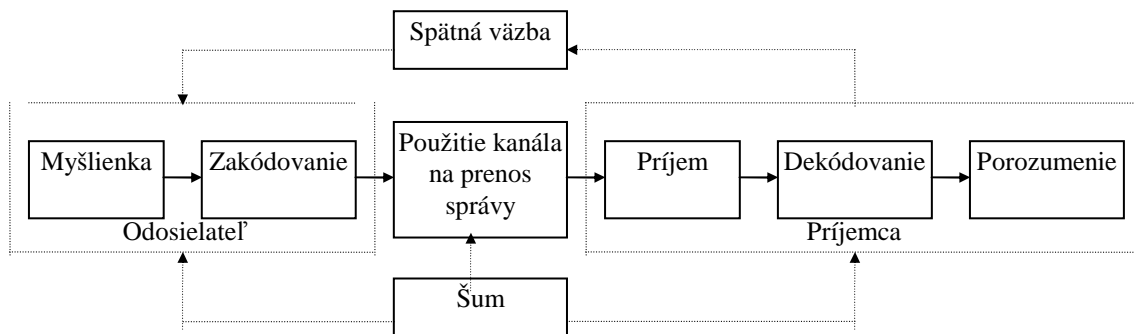 Spätná väzba
Myšlienka
Zakódovanie
Odosielateľ
Použitie kanála
na prenos
správy
Príjem
Dekódovanie
Porozumenie
Príjemca
Šum